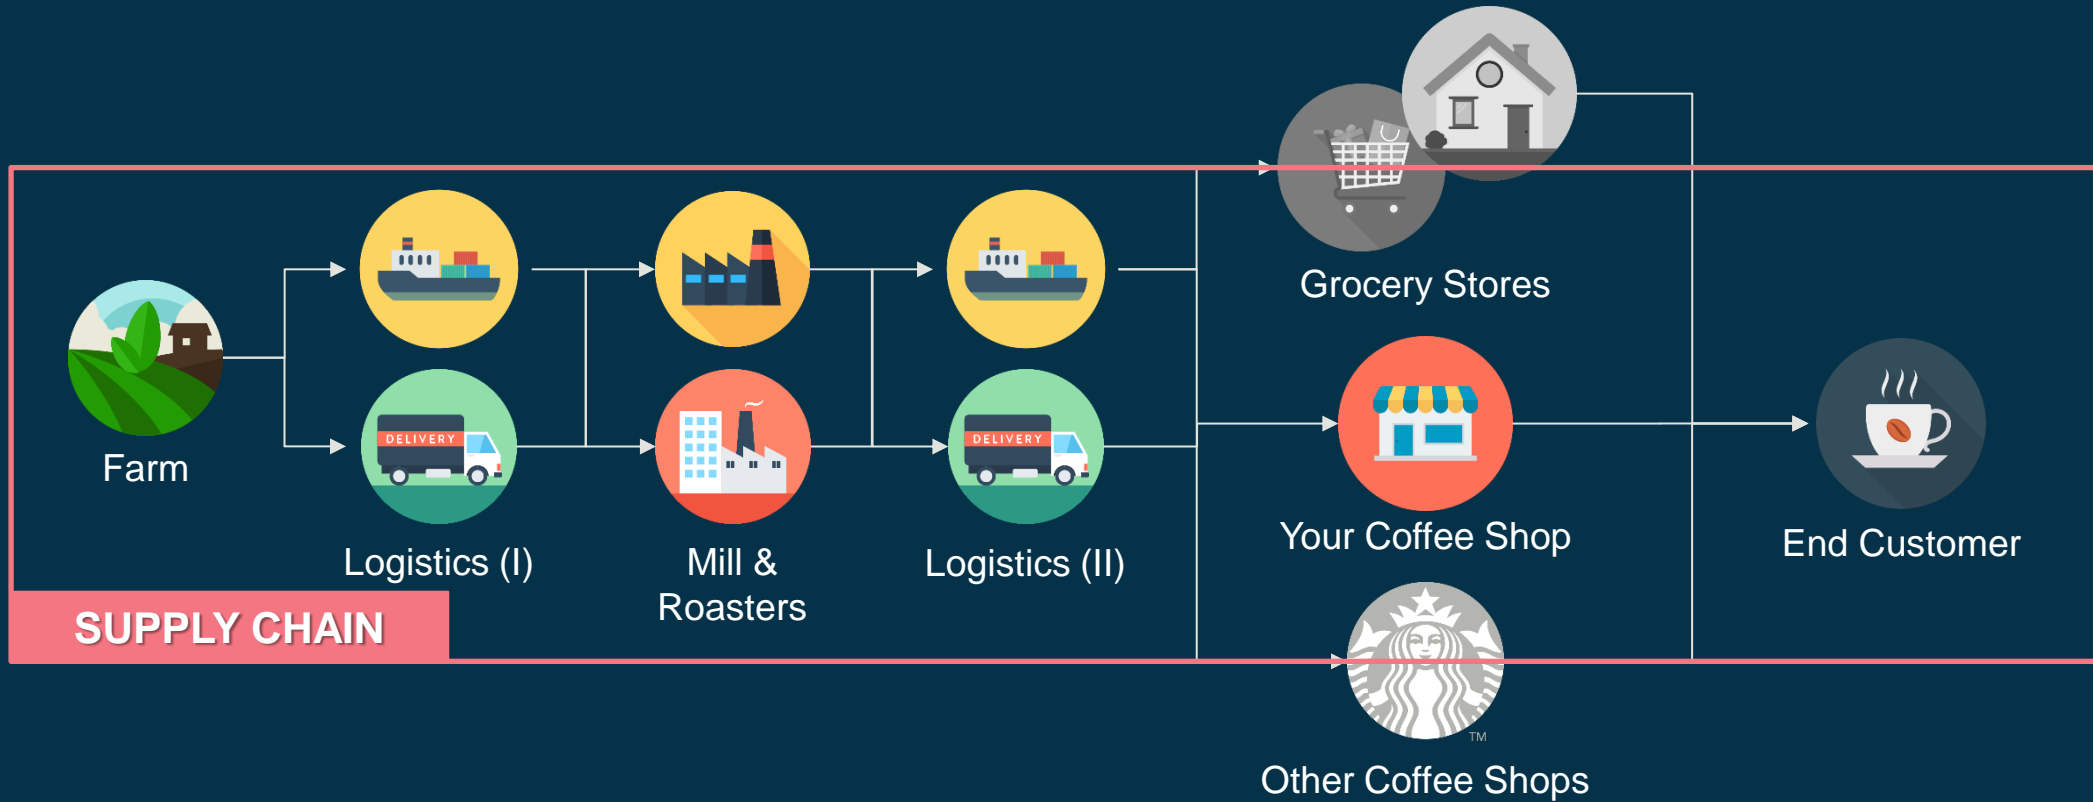 Grocery Stores
DELIVERY
DELIVERY
Farm
Your Coffee Shop
End Customer
Logistics (I)
Mill &
Roasters
Logistics (II)
SUPPLY CHAIN
TM
Other Coffee Shops